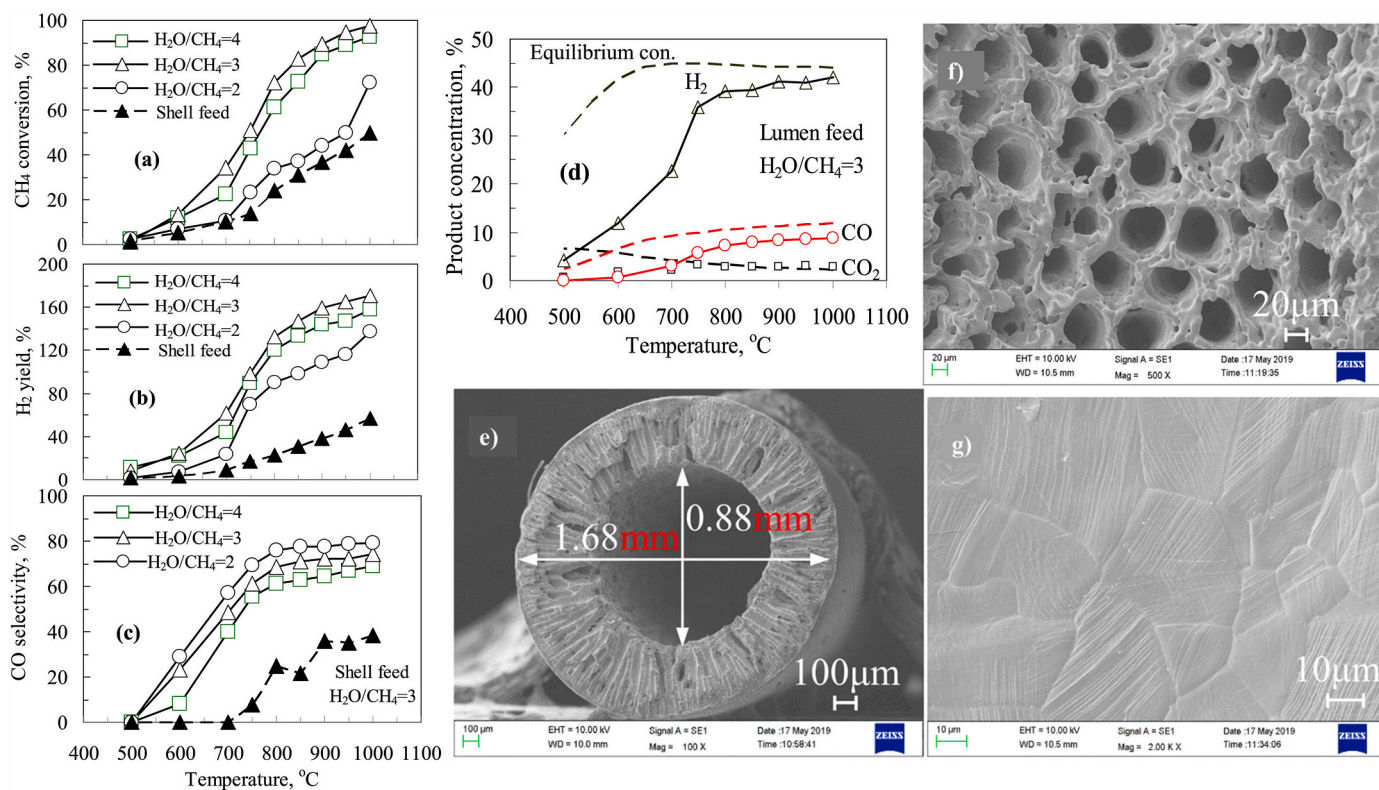 100
H₂O/CH₄=4
H₂O/CH₄=3
H₂O/CH₄=2
Shell feed
80
60
40
20
0
CH₄ conversion, %
(a)
200
H₂O/CH₄=4
H₂O/CH₄=3
H₂O/CH₄=2
Shell feed
160
120
80
40
0
H₂ yield, %
(b)
100
H₂O/CH₄=4
H₂O/CH₄=3
H₂O/CH₄=2
80
60
40
20
0
CO selectivity, %
(c)
Shell feed
H₂O/CH₄=3
400 500 600 700 800 900 1000 1100
Temperature, °C
50
45
40
35
30
25
20
15
10
5
0
Product concentration, %
Equilibrium con.
H₂
Lumen feed
(d)
H₂O/CH₄=3
CO
CO₂
400 500 600 700 800 900 1000 1100
Temperature, °C
e)
0.88mm
1.68mm
100μm
100 μm
EHT = 10.00 kV Signal A = SE1 Date :17 May 2019
WD = 10.0 mm Mag = 100 X Time :10:58:41
ZEISS
f)
20μm
20 μm
EHT = 10.00 kV Signal A = SE1 Date :17 May 2019
WD = 10.5 mm Mag = 500 X Time :11:19:35
ZEISS
g)
10μm
10 μm
EHT = 10.00 kV Signal A = SE1 Date :17 May 2019
WD = 10.5 mm Mag = 2.00 K X Time :11:34:06
ZEISS